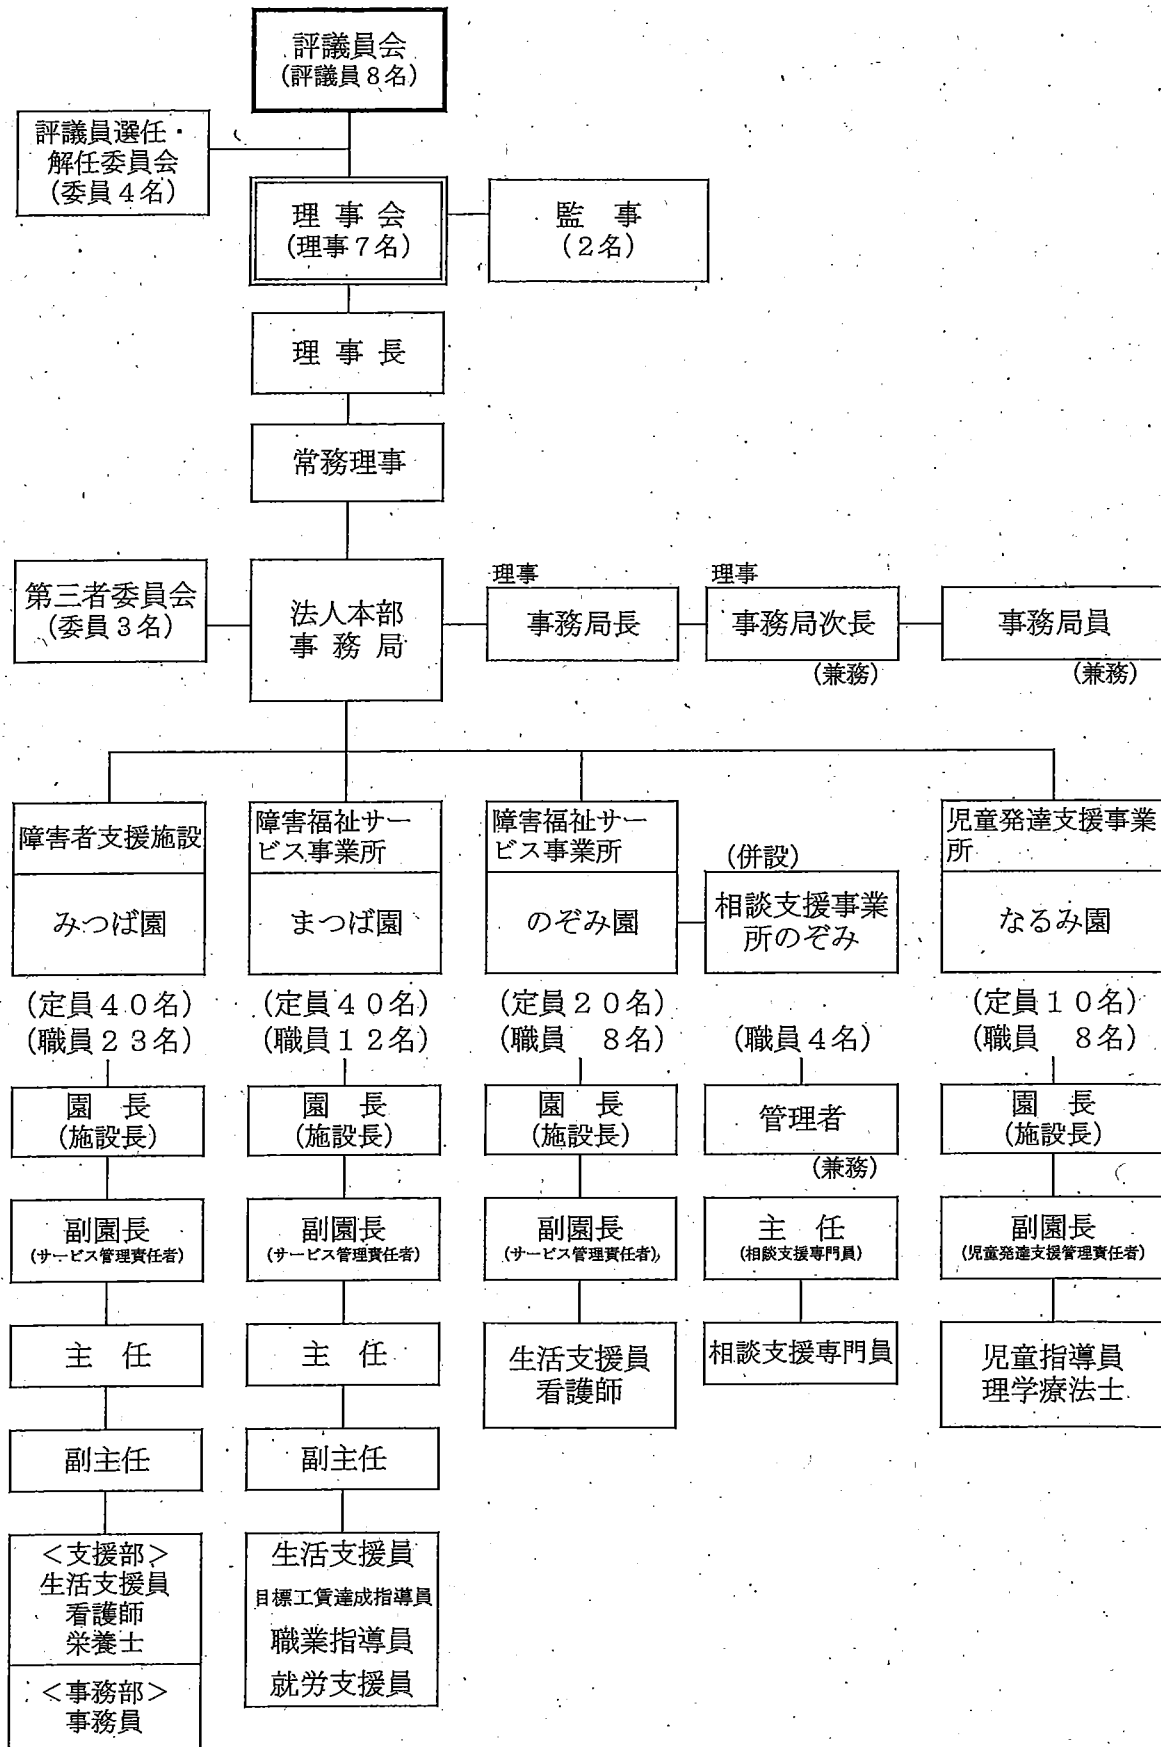 評議員会
(評議員８名)
評議員選任・
解任委員会
(委員４名)
理 事 会
(理事７名)
監　事
(２名)
理 事 長
常務理事
第三者委員会
(委員３名)
法人本部
事 務 局
理事
事務局長
理事
事務局次長
(兼務)
事務局員
(兼務)
障害者支援施設
みつば園
(定員４０名)
(職員２３名)
園　長
(施設長)
副園長
(サービス管理責任者)
主　任
副主任
＜支援部＞
生活支援員
看護師
栄養士
＜事務部＞
事務員
障害福祉サー
ビス事業所
まつば園
(定員４０名)
(職員１２名)
園　長
(施設長)
副園長
(サービス管理責任者)
主　任
副主任
生活支援員
目標工賃達成指導員
職業指導員
就労支援員
障害福祉サー
ビス事業所
のぞみ園
(定員２０名)
(職員　８名)
園　長
(施設長)
副園長
(サービス管理責任者)
生活支援員
看護師
(併設)
相談支援事業
所のぞみ
(職員４名)
管理者
(兼務)
主　任
(相談支援専門員)
相談支援専門員
児童発達支援事業
所
なるみ園
(定員１０名)
(職員　８名)
園　長
(施設長)
副園長
(児童発達支援管理責任者)
児童指導員
理学療法士